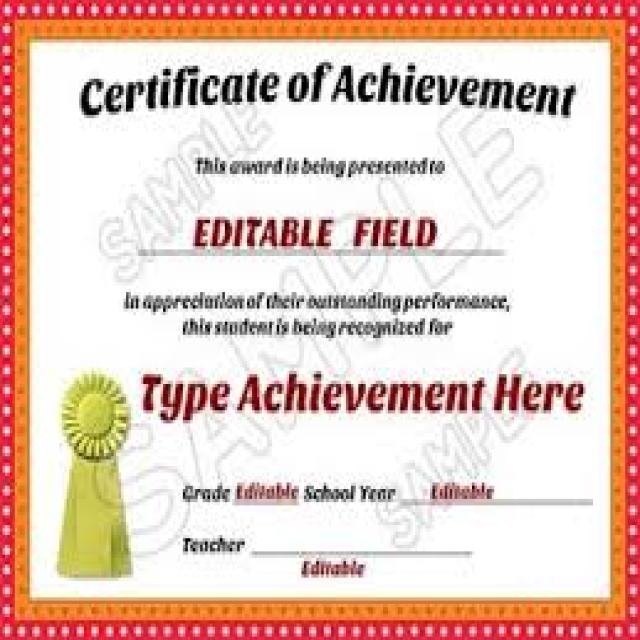 Certificate of Achievement
This award is being presented to
EDITABLE FIELD
in appreciation of their outstanding performance,
this student is being recognized for
Type Achievement Here
Grade Editable School Year Editable
Teacher
Editable
SAMPLE
SAMPLE
SAMPLE